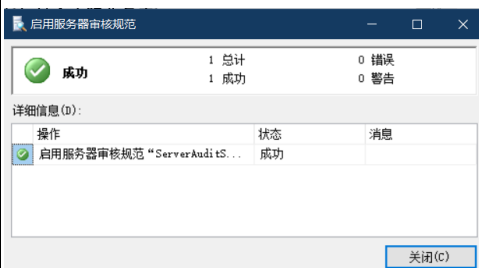 启用服务器审核规范
成功
1 总计
0 错误
1 成功
0 警告
详细信息(D):
操作 状态 消息
启用服务器审核规范“ServerAuditS... 成功
关闭(C)